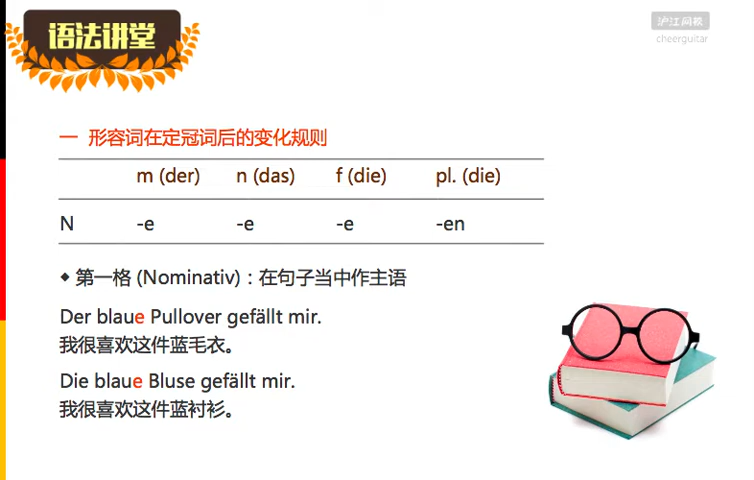 语法讲堂
沪江网校
cheerguitar
一 形容词在定冠词后的变化规则
m (der) n (das) f (die) pl. (die)
N -e -e -e -en
◆ 第一格 (Nominativ)：在句子当中作主语
Der blaue Pullover gefällt mir.
我很喜欢这件蓝毛衣。
Die blaue Bluse gefällt mir.
我很喜欢这件蓝衬衫。